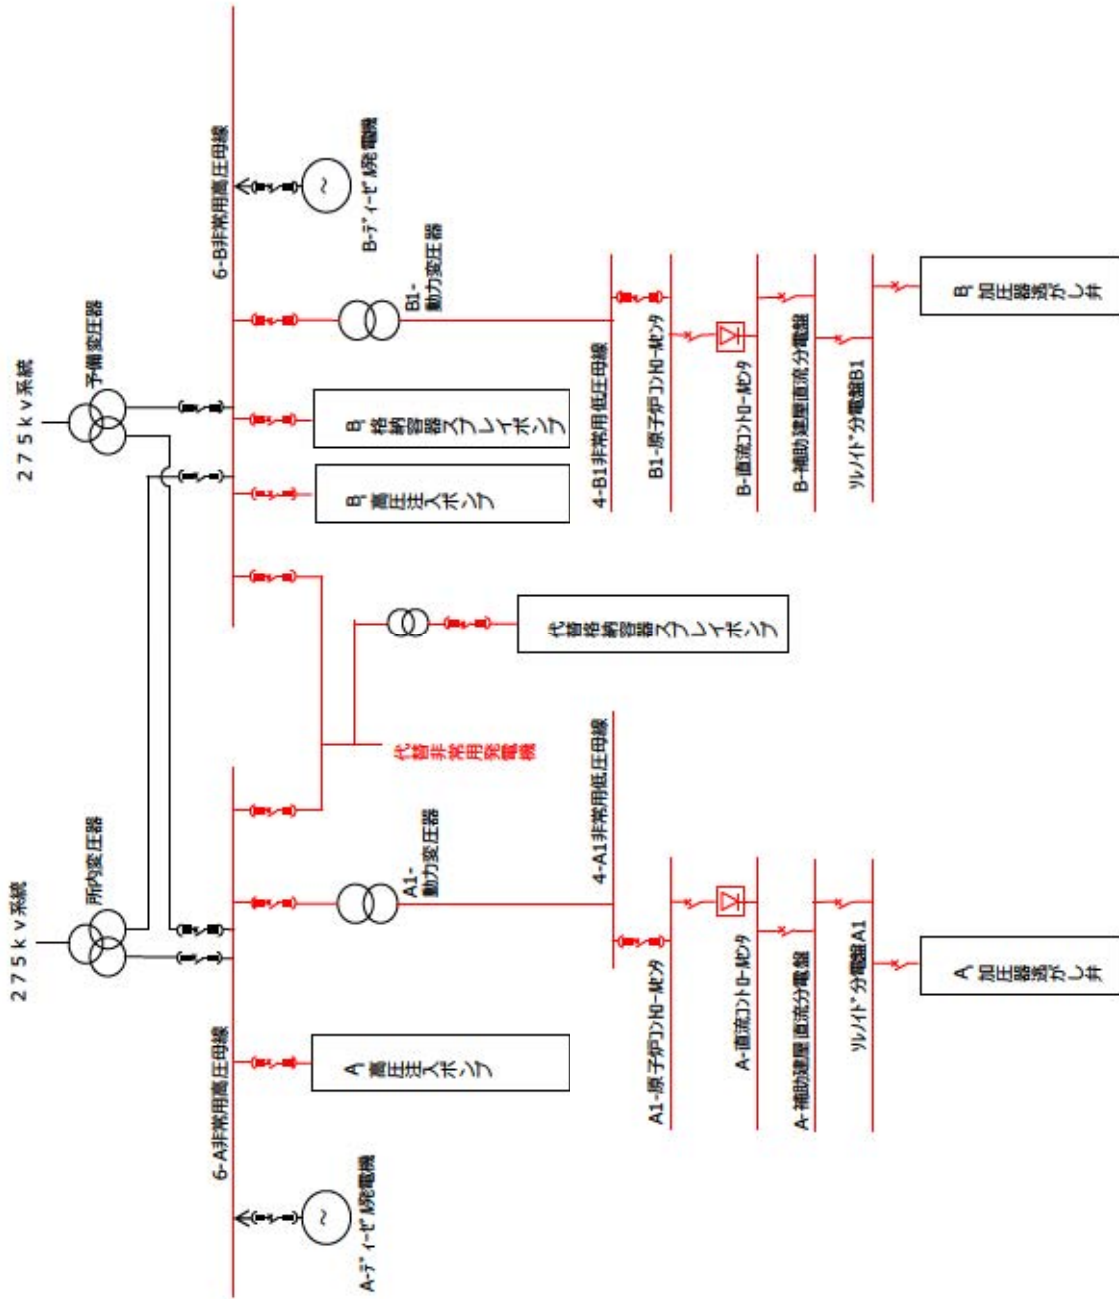 275kv系統
275kv系統
所内変圧器
予備変圧器
6-A非常用高圧母線
6-B非常用高圧母線
A-ﾃﾞｨｰｾﾞﾙ発電機
A-高圧注入ポンプ
A1-
動力変圧器
代替非常用発電機
B-高圧注入ポンプ
B-格納容器スプレイポンプ
B1-
動力変圧器
B-ﾃﾞｨｰｾﾞﾙ発電機
代替格納容器スプレイポンプ
4-A1非常用低圧母線
4-B1非常用低圧母線
A1-原子炉ｺﾝﾄﾛｰﾙｾﾝﾀ
B1-原子炉ｺﾝﾄﾛｰﾙｾﾝﾀ
A-直流ｺﾝﾄﾛｰﾙｾﾝﾀ
B-直流ｺﾝﾄﾛｰﾙｾﾝﾀ
A-補助建屋直流分電盤
B-補助建屋直流分電盤
ｿﾚﾉｲﾄﾞ分電盤A1
ｿﾚﾉｲﾄﾞ分電盤B1
A-加圧器逃がし弁
B-加圧器逃がし弁